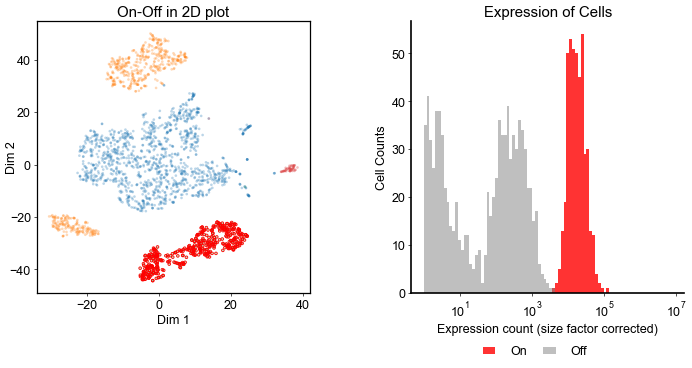 On-Off in 2D plot
40
20
0
−20
−40
Dim 2
−20
0
20
40
Dim 1
Expression of Cells
50
40
30
20
10
0
Cell Counts
10^1
10^3
10^5
10^7
Expression count (size factor corrected)
On
Off